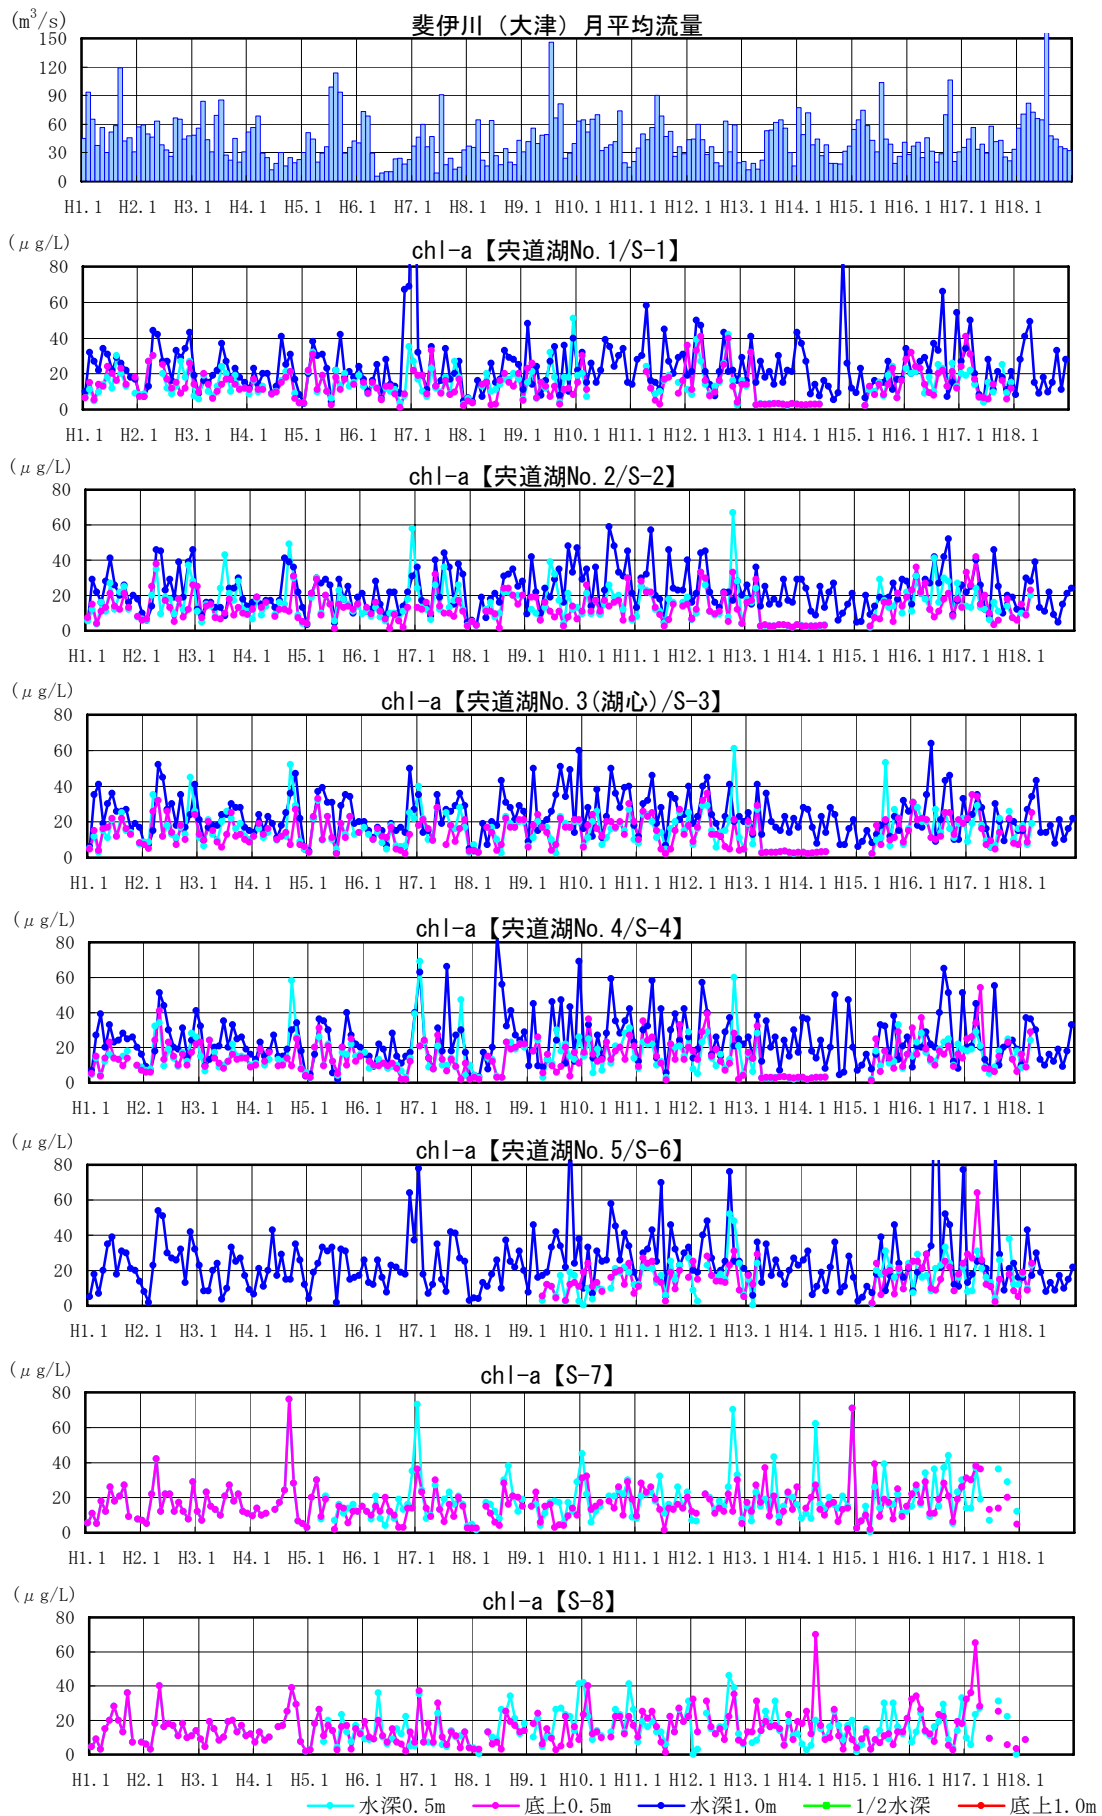 (m³/s)
斐伊川（大津）月平均流量
150
120
90
60
30
0
H1.1 H2.1 H3.1 H4.1 H5.1 H6.1 H7.1 H8.1 H9.1 H10.1 H11.1 H12.1 H13.1 H14.1 H15.1 H16.1 H17.1 H18.1
(μg/L)
chl-a【宍道湖No.1/S-1】
80
60
40
20
0
H1.1 H2.1 H3.1 H4.1 H5.1 H6.1 H7.1 H8.1 H9.1 H10.1 H11.1 H12.1 H13.1 H14.1 H15.1 H16.1 H17.1 H18.1
(μg/L)
chl-a【宍道湖No.2/S-2】
80
60
40
20
0
H1.1 H2.1 H3.1 H4.1 H5.1 H6.1 H7.1 H8.1 H9.1 H10.1 H11.1 H12.1 H13.1 H14.1 H15.1 H16.1 H17.1 H18.1
(μg/L)
chl-a【宍道湖No.3(湖心)/S-3】
80
60
40
20
0
H1.1 H2.1 H3.1 H4.1 H5.1 H6.1 H7.1 H8.1 H9.1 H10.1 H11.1 H12.1 H13.1 H14.1 H15.1 H16.1 H17.1 H18.1
(μg/L)
chl-a【宍道湖No.4/S-4】
80
60
40
20
0
H1.1 H2.1 H3.1 H4.1 H5.1 H6.1 H7.1 H8.1 H9.1 H10.1 H11.1 H12.1 H13.1 H14.1 H15.1 H16.1 H17.1 H18.1
(μg/L)
chl-a【宍道湖No.5/S-6】
80
60
40
20
0
H1.1 H2.1 H3.1 H4.1 H5.1 H6.1 H7.1 H8.1 H9.1 H10.1 H11.1 H12.1 H13.1 H14.1 H15.1 H16.1 H17.1 H18.1
(μg/L)
chl-a【S-7】
80
60
40
20
0
H1.1 H2.1 H3.1 H4.1 H5.1 H6.1 H7.1 H8.1 H9.1 H10.1 H11.1 H12.1 H13.1 H14.1 H15.1 H16.1 H17.1 H18.1
(μg/L)
chl-a【S-8】
80
60
40
20
0
H1.1 H2.1 H3.1 H4.1 H5.1 H6.1 H7.1 H8.1 H9.1 H10.1 H11.1 H12.1 H13.1 H14.1 H15.1 H16.1 H17.1 H18.1
水深0.5m 底上0.5m 水深1.0m 1/2水深 底上1.0m